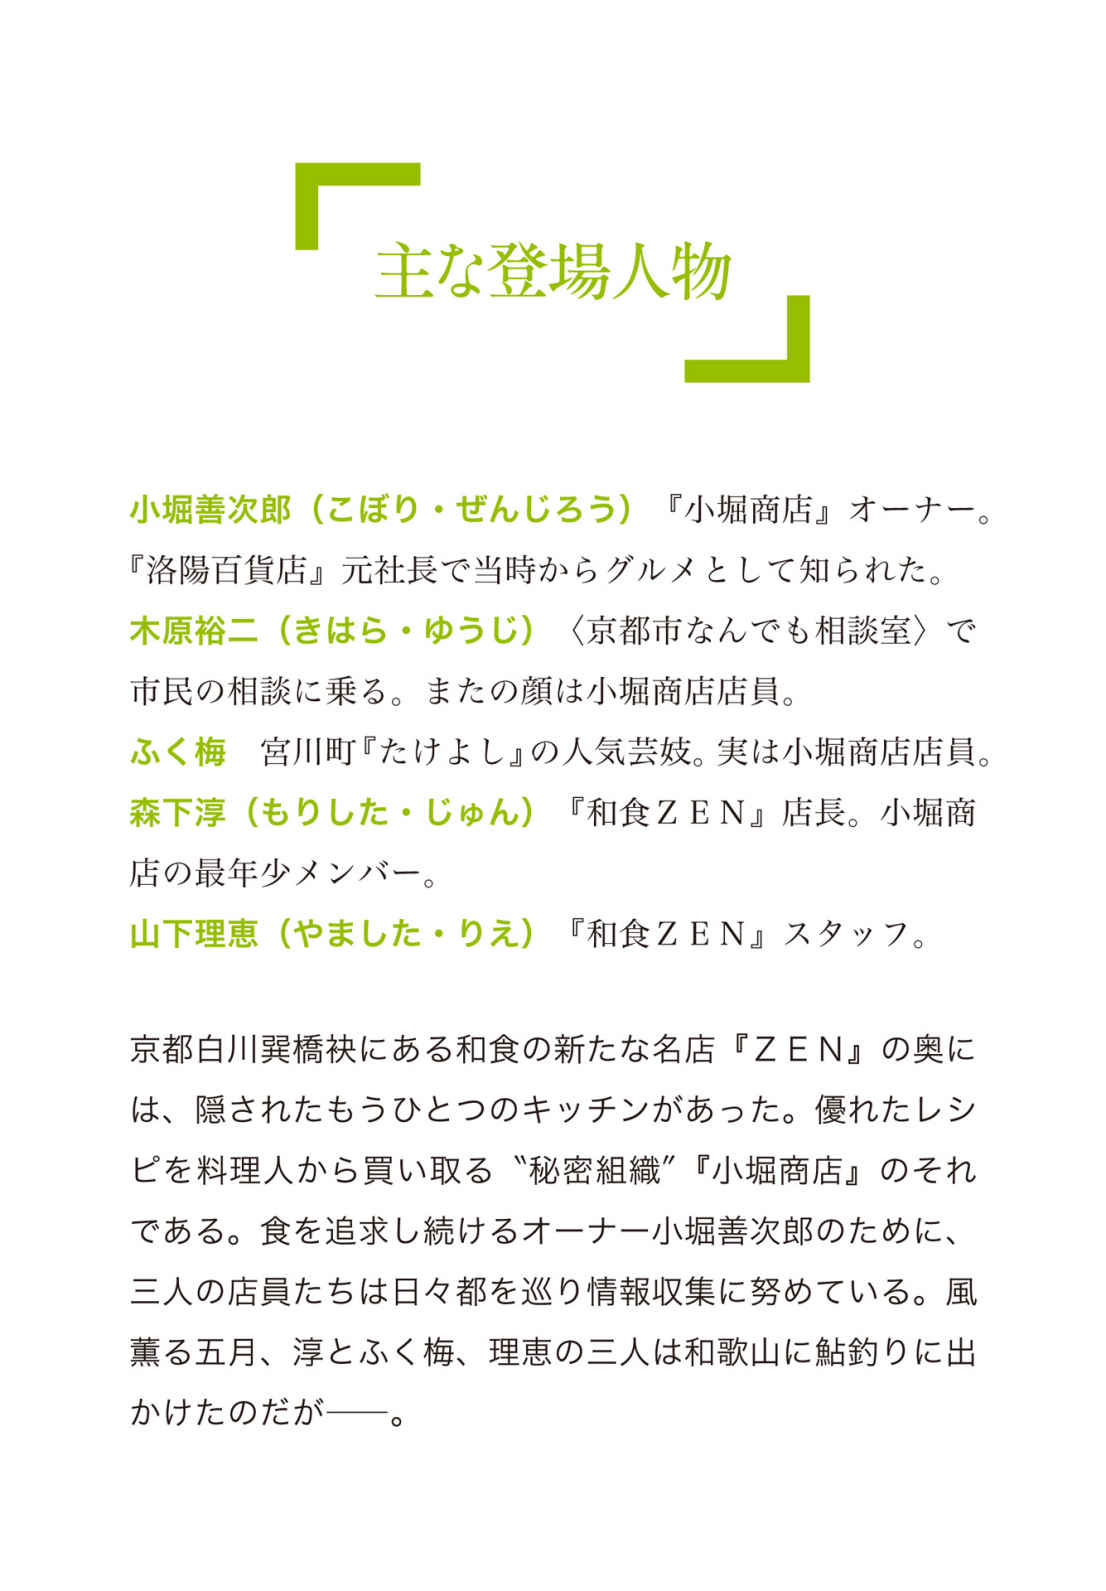 主な登場人物
小堀善次郎（こぼり・ぜんじろう）『小堀商店』オーナー。
『洛陽百貨店』元社長で当時からグルメとして知られた。
木原裕二（きはら・ゆうじ）〈京都市なんでも相談室〉で
市民の相談に乗る。またの顔は小堀商店店員。
ふく梅　宮川町『たけよし』の人気芸妓。実は小堀商店店員。
森下淳（もりした・じゅん）『和食ＺＥＮ』店長。小堀商
店の最年少メンバー。
山下理恵（やました・りえ）『和食ＺＥＮ』スタッフ。
京都白川巽橋袂にある和食の新たな名店『ＺＥＮ』の奥に
は、隠されたもうひとつのキッチンがあった。優れたレシ
ピを料理人から買い取る〝秘密組織〟『小堀商店』のそれ
である。食を追求し続けるオーナー小堀善次郎のために、
三人の店員たちは日々都を巡り情報収集に努めている。風
薫る五月、淳とふく梅、理恵の三人は和歌山に鮎釣りに出
かけたのだが――。